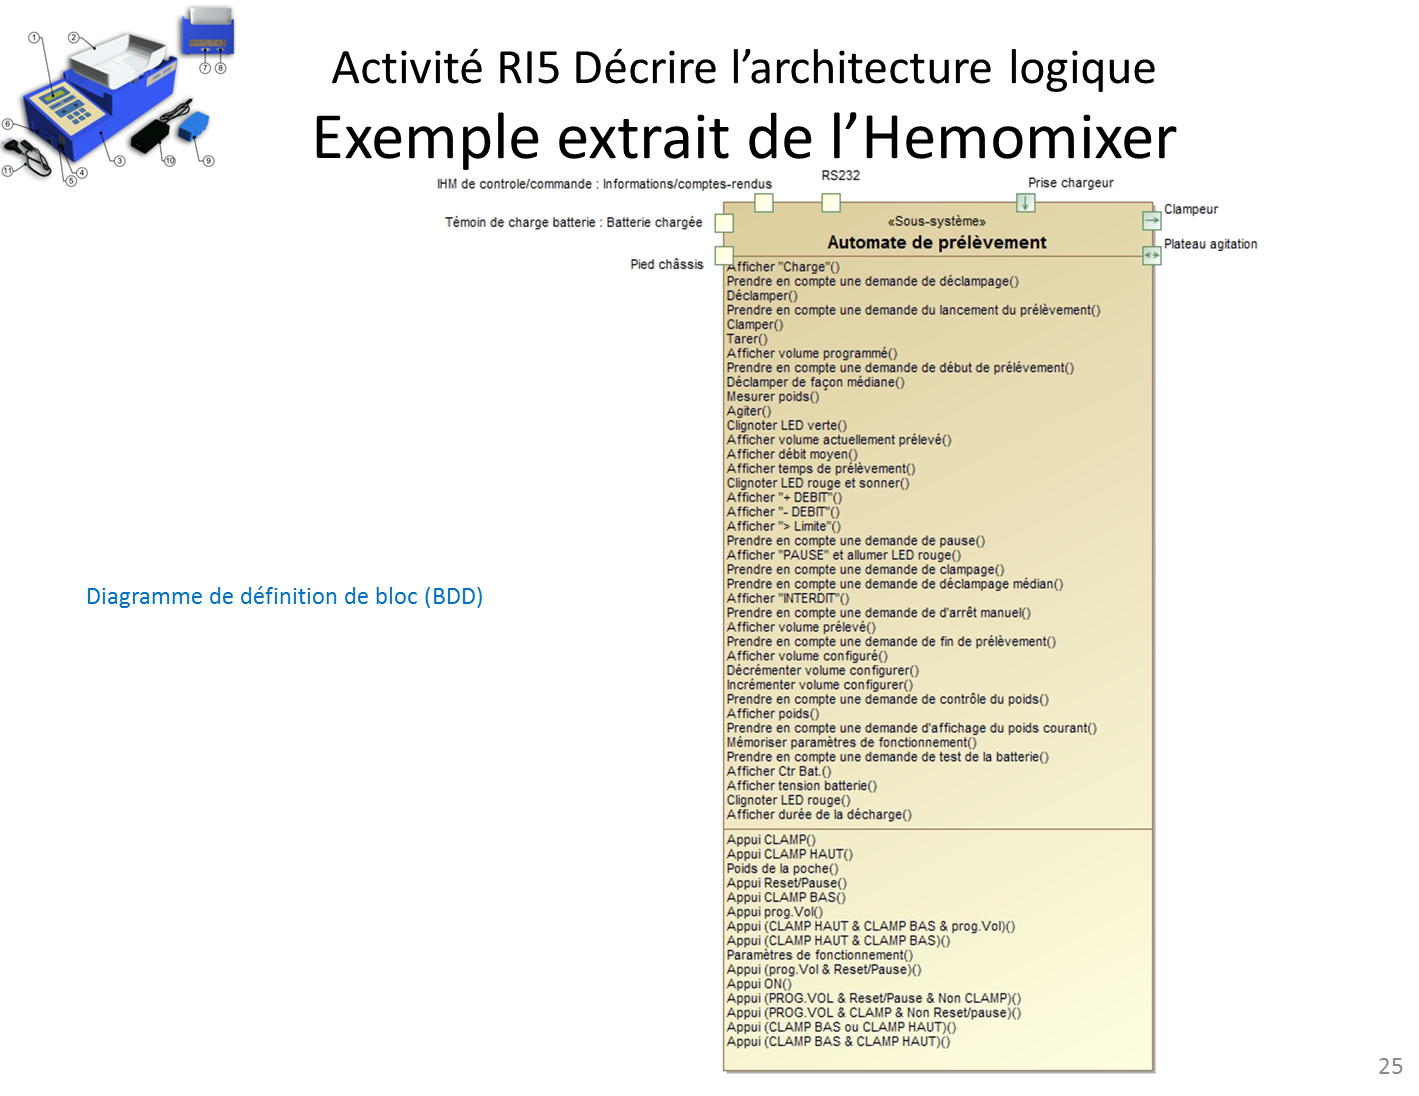 Activité RI5 Décrire l’architecture logique
Exemple extrait de l’Hemomixer
1
2
7
8
6
11
5
4
3
10
9
IHM de controle/commande : Informations/comptes-rendus
RS232
Prise chargeur
Témoin de charge batterie : Batterie chargée
Pied châssis
Clampeur
Plateau agitation
«Sous-système»
Automate de prélèvement
Afficher "Charge"()
Prendre en compte une demande de déclampage()
Déclamper()
Prendre en compte une demande du lancement du prélèvement()
Clamper()
Tarer()
Afficher volume programmé()
Prendre en compte une demande de début de prélévement()
Déclamper de façon médiane()
Mesurer poids()
Agiter()
Clignoter LED verte()
Afficher volume actuellement prélevé()
Afficher débit moyen()
Afficher temps de prélèvement()
Clignoter LED rouge et sonner()
Afficher "+ DEBIT"()
Afficher "- DEBIT"()
Afficher "> Limite"()
Prendre en compte une demande de pause()
Afficher "PAUSE" et allumer LED rouge()
Prendre en compte une demande de clampage()
Prendre en compte une demande de déclampage médian()
Afficher "INTERDIT"()
Prendre en compte une demande de d'arrêt manuel()
Afficher volume prélevé()
Prendre en compte une demande de fin de prélèvement()
Afficher volume configuré()
Décrémenter volume configurer()
Incrémenter volume configurer()
Prendre en compte une demande de contrôle du poids()
Afficher poids()
Prendre en compte une demande d'affichage du poids courant()
Mémoriser paramètres de fonctionnement()
Prendre en compte une demande de test de la batterie()
Afficher Ctr Bat.()
Afficher tension batterie()
Clignoter LED rouge()
Afficher durée de la décharge()
Appui CLAMP()
Appui CLAMP HAUT()
Poids de la poche()
Appui Reset/Pause()
Appui CLAMP BAS()
Appui prog.Vol()
Appui (CLAMP HAUT & CLAMP BAS & prog.Vol)()
Appui (CLAMP HAUT & CLAMP BAS)()
Paramètres de fonctionnement()
Appui (prog.Vol & Reset/Pause)()
Appui ON()
Appui (PROG.VOL & Reset/Pause & Non CLAMP)()
Appui (PROG.VOL & CLAMP & Non Reset/pause)()
Appui (CLAMP BAS ou CLAMP HAUT)()
Appui (CLAMP BAS & CLAMP HAUT)()
Diagramme de définition de bloc (BDD)
25